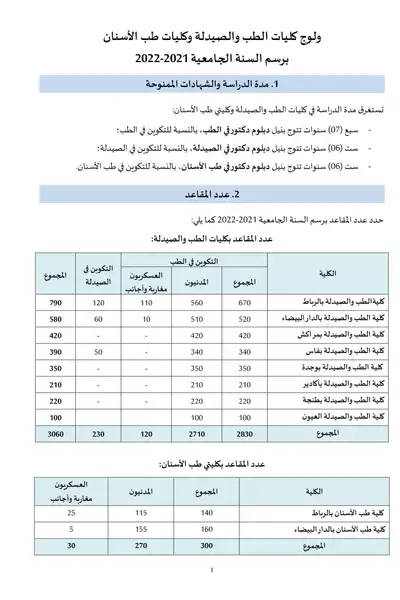 ولوج كليات الطب والصيدلة وكليات طب الأسنان
برسم السنة الجامعية 2021-2022
1. مدة الدراسة والشهادات الممنوحة
تستغرق مدة الدراسة في كليات الطب والصيدلة وكليتي طب الأسنان:
- سبع (07) سنوات تتوج بنيل دبلوم دكتور في الطب، بالنسبة للتكوين في الطب؛
- ست (06) سنوات تتوج بنيل دبلوم دكتور في الصيدلة، بالنسبة للتكوين في الصيدلة؛
- ست (06) سنوات تتوج بنيل دبلوم دكتور في طب الأسنان، بالنسبة للتكوين في طب الأسنان.
2. عدد المقاعد
حدد عدد المقاعد برسم السنة الجامعية 2021-2022 كما يلي:
عدد المقاعد بكليات الطب والصيدلة:
الكلية التكوين في الطب التكوين في الصيدلة المجموع
المجموع المدنيون العسكريون مغاربة وأجانب
كلية الطب والصيدلة بالرباط 670 560 110 120 790
كلية الطب والصيدلة بالدار البيضاء 520 510 10 60 580
كلية الطب والصيدلة بمراكش 420 420 - - 420
كلية الطب والصيدلة بفاس 340 340 - 50 390
كلية الطب والصيدلة بوجدة 350 350 - - 350
كلية الطب والصيدلة بأكادير 210 210 - - 210
كلية الطب والصيدلة بطنجة 220 220 - - 220
كلية الطب والصيدلة العيون 100 100 100
المجموع 2830 2710 120 230 3060
عدد المقاعد بكليتي طب الأسنان:
الكلية المجموع المدنيون العسكريون مغاربة وأجانب
كلية طب الأسنان بالرباط 140 115 25
كلية طب الأسنان بالدار البيضاء 160 155 5
المجموع 300 270 30
1